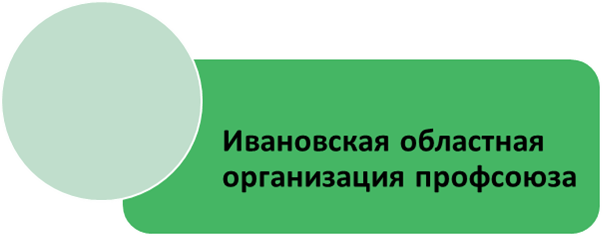 Ивановская областная
организация профсоюза